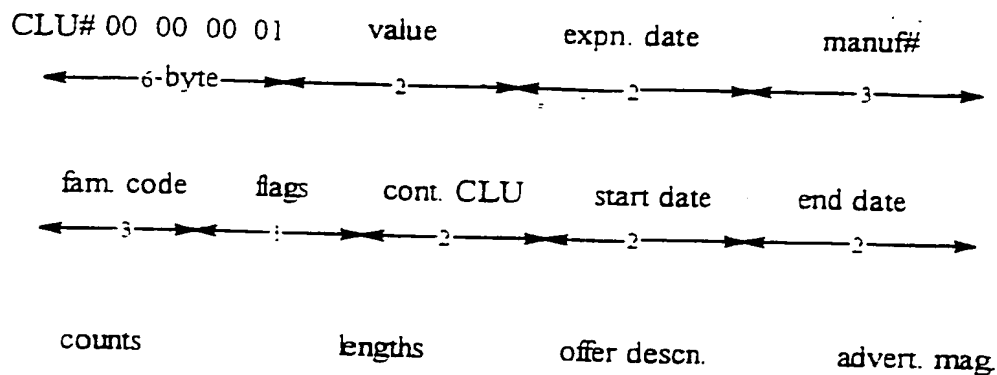 CLU# 00 00 00 01 value expn. date manuf#
6-byte 2 2 3
fam. code flags cont. CLU start date end date
3 2 2 2
counts lengths offer descn. advert. mag.